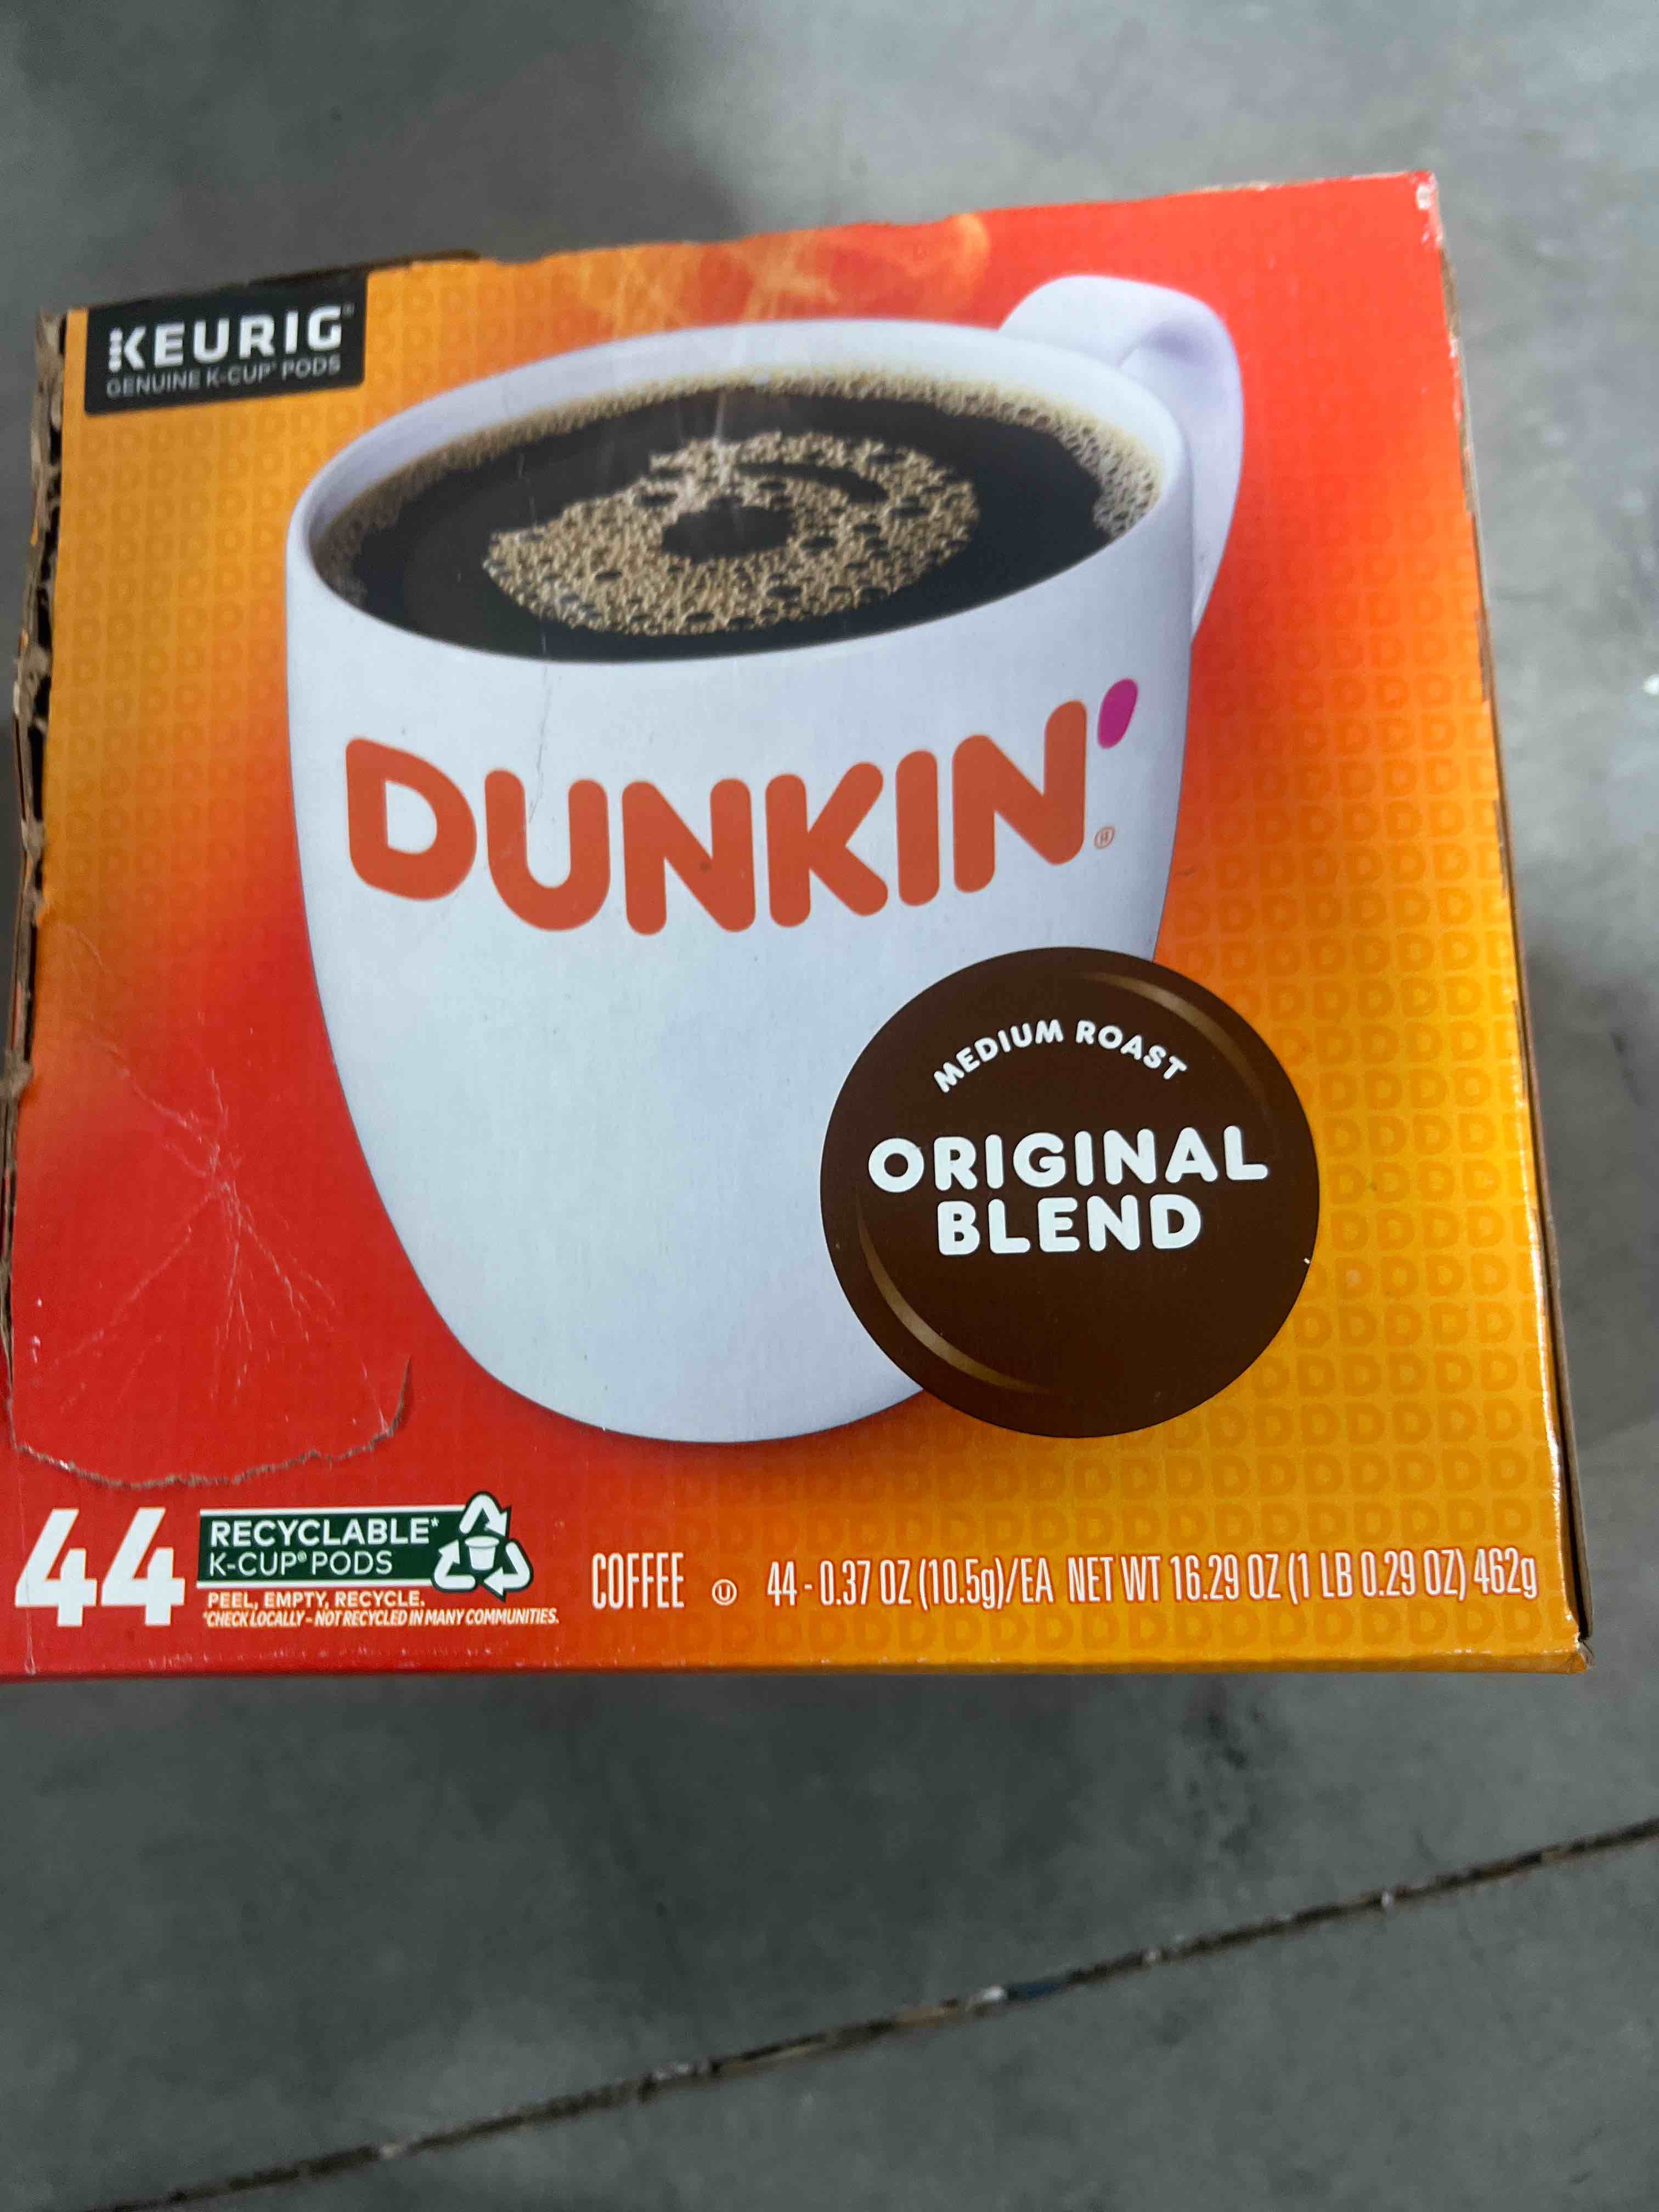 KEURIG®
GENUINE K-CUP® PODS
DUNKIN'®
MEDIUM ROAST
ORIGINAL
BLEND
44
RECYCLABLE*
K-CUP® PODS
PEEL, EMPTY, RECYCLE.
*CHECK LOCALLY – NOT RECYCLED IN MANY COMMUNITIES.
COFFEE Ⓤ 44 - 0.37 OZ (10.5g)/EA NET WT 16.29 OZ (1 LB 0.29 OZ) 462g